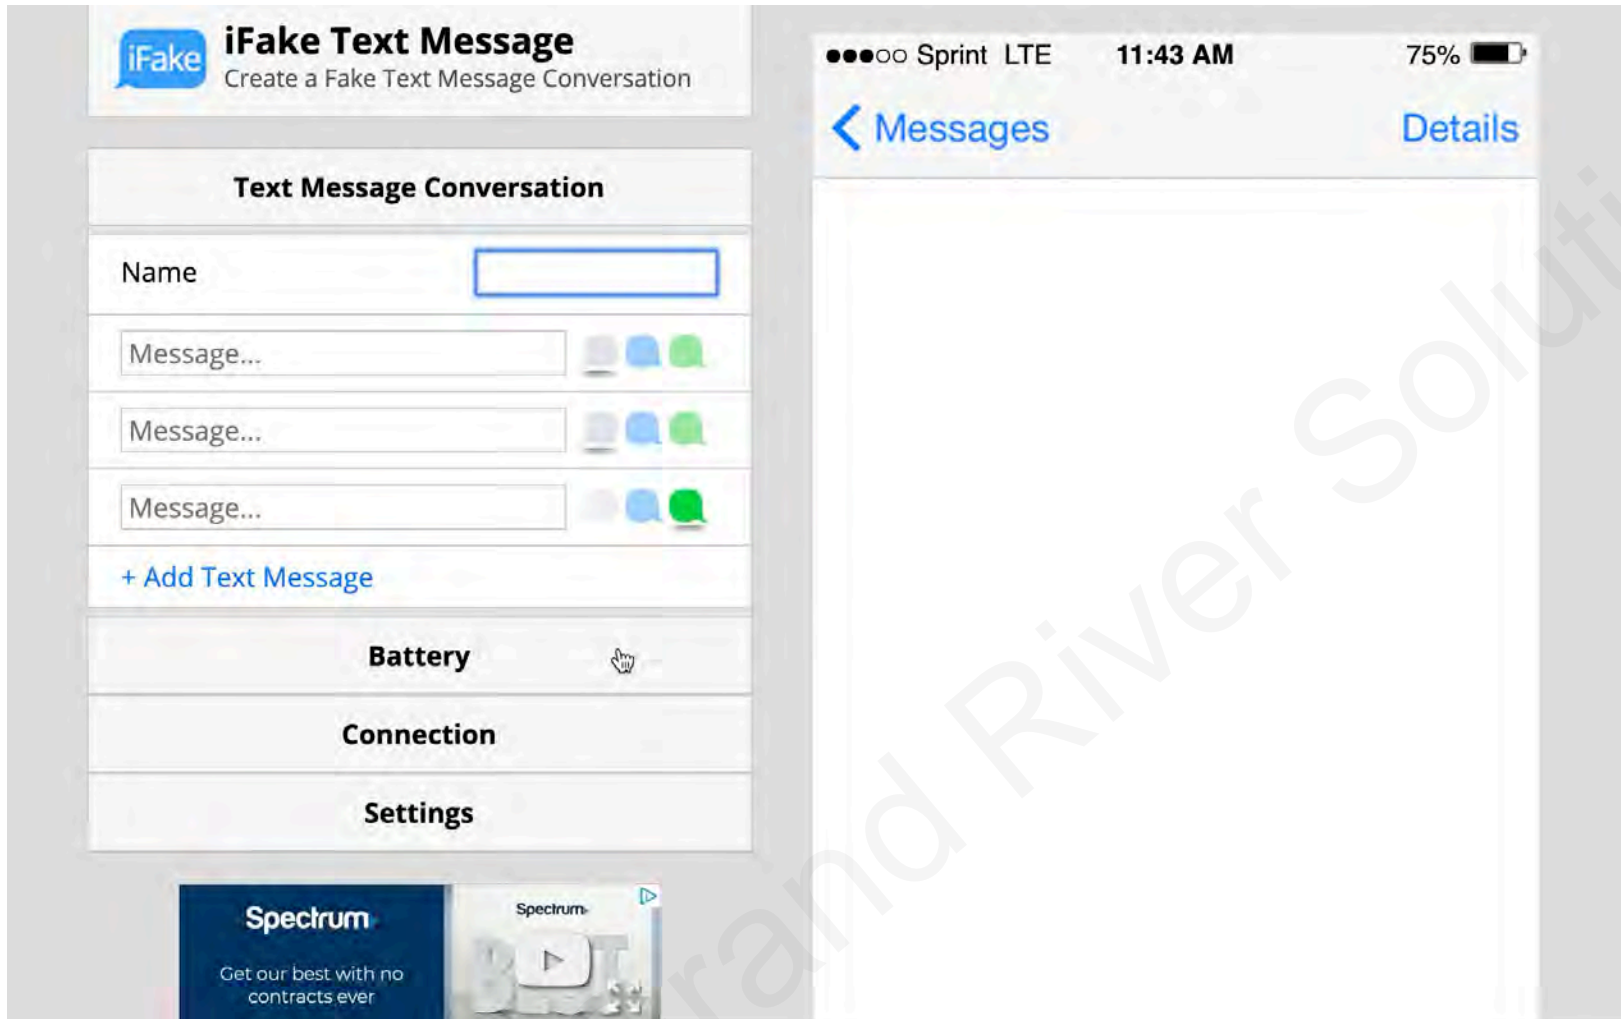 iFake
iFake Text Message
Create a Fake Text Message Conversation
Text Message Conversation
Name
Message...
Message...
Message...
+ Add Text Message
Battery
Connection
Settings
Spectrum
Get our best with no
contracts ever
Spectrum
Sprint LTE 11:43 AM 75%
Messages Details
rand River Soluti